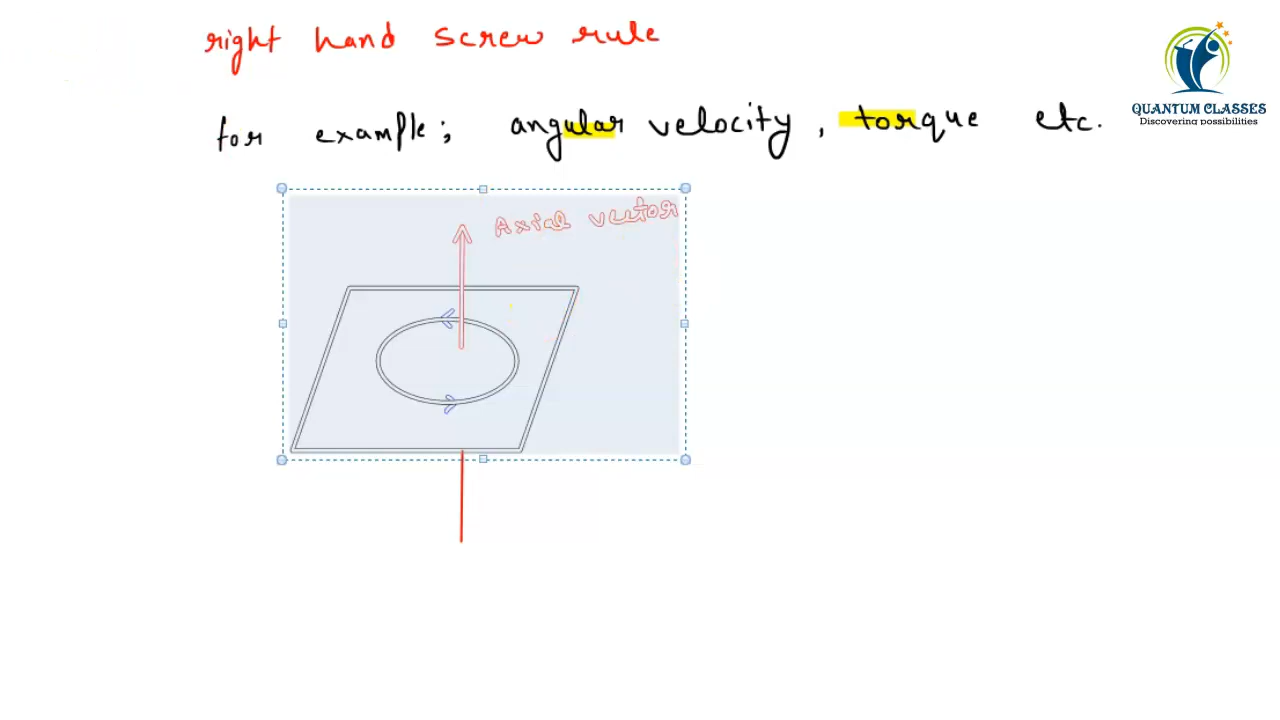 right hand screw rule
QUANTUM CLASSES
Discovering possibilities
for example; angular velocity, torque etc.
Axial vector